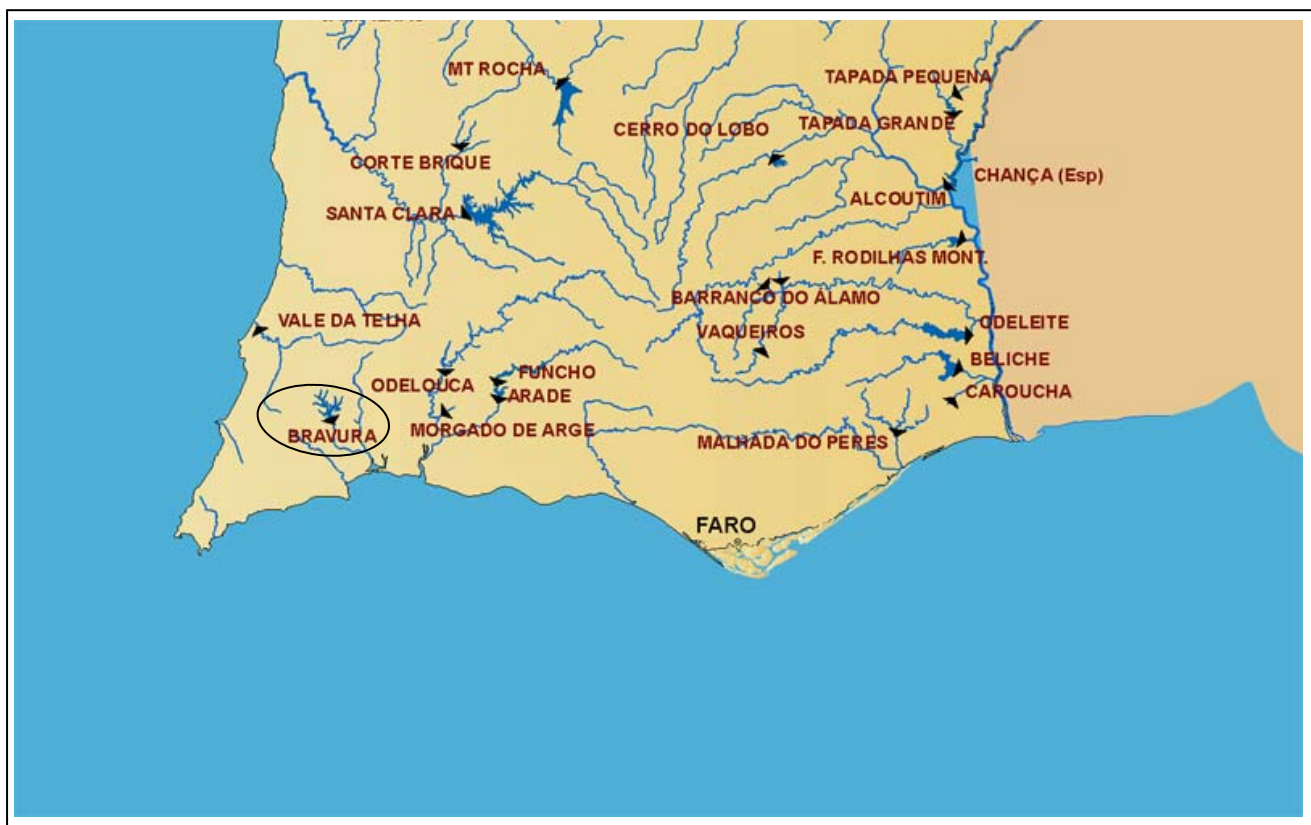 MT ROCHA
TAPADA PEQUENA
CERRO DO LOBO
TAPADA GRANDE
CORTE BRIQUE
CHANÇA (Esp)
ALCOUTIM
SANTA CLARA
F. RODILHAS MONT.
BARRANCO DO ÁLAMO
VALE DA TELHA
VAQUEIROS
ODELEITE
BELICHE
FUNCHO
ODELOUCA
ARADE
CAROUCHA
BRAVURA
MORGADO DE ARGE
MALHADA DO PERES
FARO